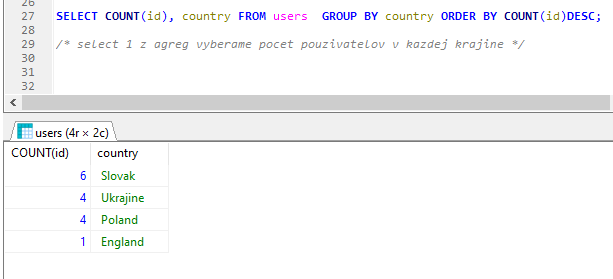 26
27 SELECT COUNT(id), country FROM users  GROUP BY country ORDER BY COUNT(id)DESC;
28
29 /* select 1 z agreg vyberame pocet pouzivatelov v kazdej krajine */
30
31
32
users (4r × 2c)
COUNT(id) country
6 Slovak
4 Ukrajine
4 Poland
1 England